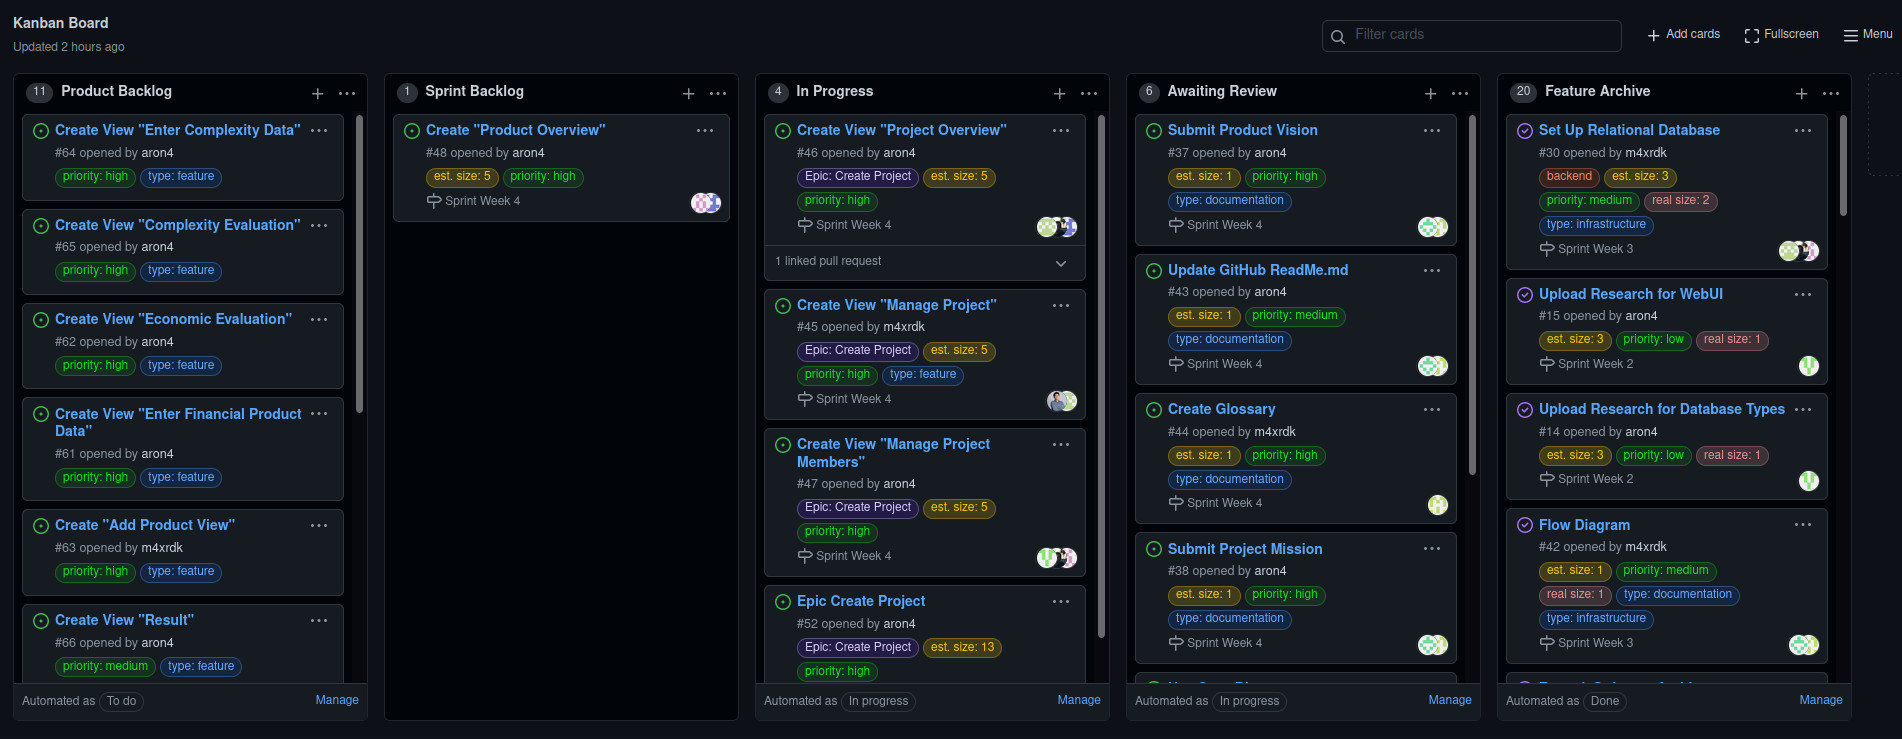 Kanban Board
Updated 2 hours ago
Filter cards
Add cards
Fullscreen
Menu
11 Product Backlog
Create View "Enter Complexity Data"
#64 opened by aron4
priority: high type: feature
Create View "Complexity Evaluation"
#65 opened by aron4
priority: high type: feature
Create View "Economic Evaluation"
#62 opened by aron4
priority: high type: feature
Create View "Enter Financial Product
Data"
#61 opened by aron4
priority: high type: feature
Create "Add Product View"
#63 opened by m4xrdk
priority: high type: feature
Create View "Result"
#66 opened by aron4
priority: medium type: feature
Automated as To do Manage
1 Sprint Backlog
Create "Product Overview"
#48 opened by aron4
est. size: 5 priority: high
Sprint Week 4
4 In Progress
Create View "Project Overview"
#46 opened by aron4
Epic: Create Project est. size: 5
priority: high
Sprint Week 4
1 linked pull request
Create View "Manage Project"
#45 opened by m4xrdk
Epic: Create Project est. size: 5
priority: high type: feature
Sprint Week 4
Create View "Manage Project
Members"
#47 opened by aron4
Epic: Create Project est. size: 5
priority: high
Sprint Week 4
Epic Create Project
#52 opened by aron4
Epic: Create Project est. size: 13
priority: high
Automated as In progress Manage
6 Awaiting Review
Submit Product Vision
#37 opened by aron4
est. size: 1 priority: high
type: documentation
Sprint Week 4
Update GitHub ReadMe.md
#43 opened by aron4
est. size: 1 priority: medium
type: documentation
Sprint Week 4
Create Glossary
#44 opened by m4xrdk
est. size: 1 priority: high
type: documentation
Sprint Week 4
Submit Project Mission
#38 opened by aron4
est. size: 1 priority: high
type: documentation
Sprint Week 4
Automated as In progress Manage
20 Feature Archive
Set Up Relational Database
#30 opened by m4xrdk
backend est. size: 3
priority: medium real size: 2
type: infrastructure
Sprint Week 3
Upload Research for WebUI
#15 opened by aron4
est. size: 3 priority: low real size: 1
Sprint Week 2
Upload Research for Database Types
#14 opened by aron4
est. size: 3 priority: low real size: 1
Sprint Week 2
Flow Diagram
#42 opened by m4xrdk
est. size: 1 priority: medium
real size: 1 type: documentation
type: infrastructure
Sprint Week 3
Automated as Done Manage